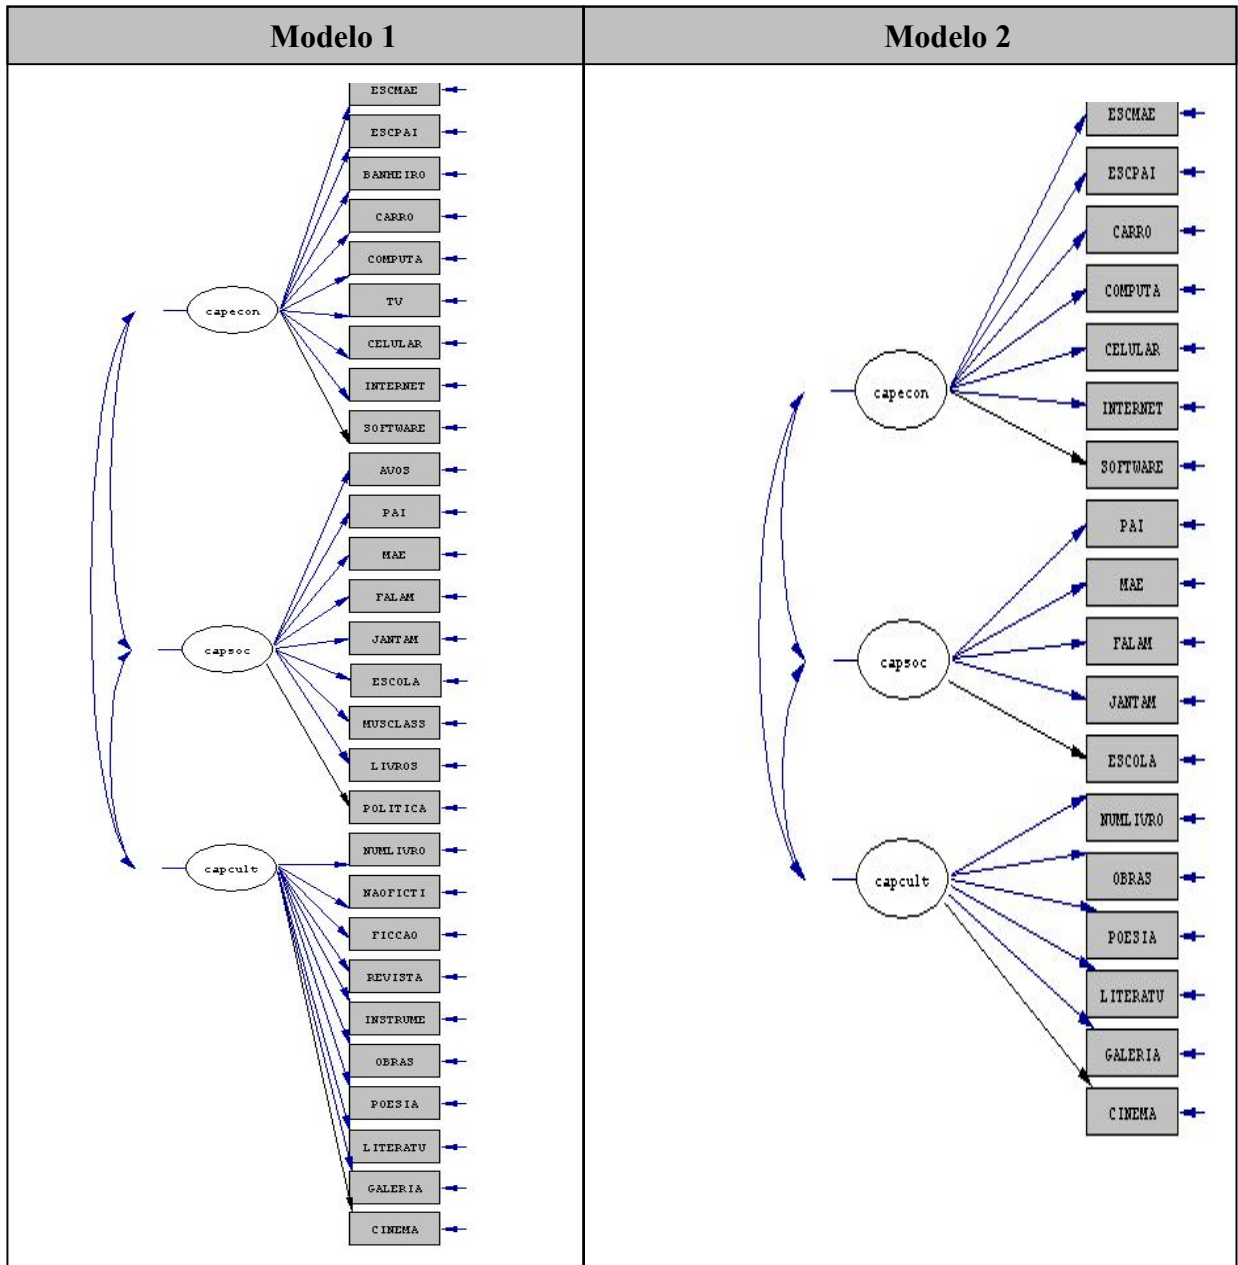 Modelo 1
ESCMAE
ESCPAI
BANHEIRO
CARRO
COMPUTA
TV
CELULAR
INTERNET
SOFTWARE
AVOS
PAI
MAE
FALAM
JANTAM
ESCOLA
MUSCLASS
LIVROS
POLITICA
NUMLIVRO
NAOFICTI
FICCAO
REVISTA
INSTRUME
OBRAS
POESIA
LITERATU
GALERIA
CINEMA
capecon
capsoc
capcult
Modelo 2
ESCMAE
ESCPAI
CARRO
COMPUTA
CELULAR
INTERNET
SOFTWARE
PAI
MAE
FALAM
JANTAM
ESCOLA
NUMLIVRO
OBRAS
POESIA
LITERATU
GALERIA
CINEMA
capecon
capsoc
capcult